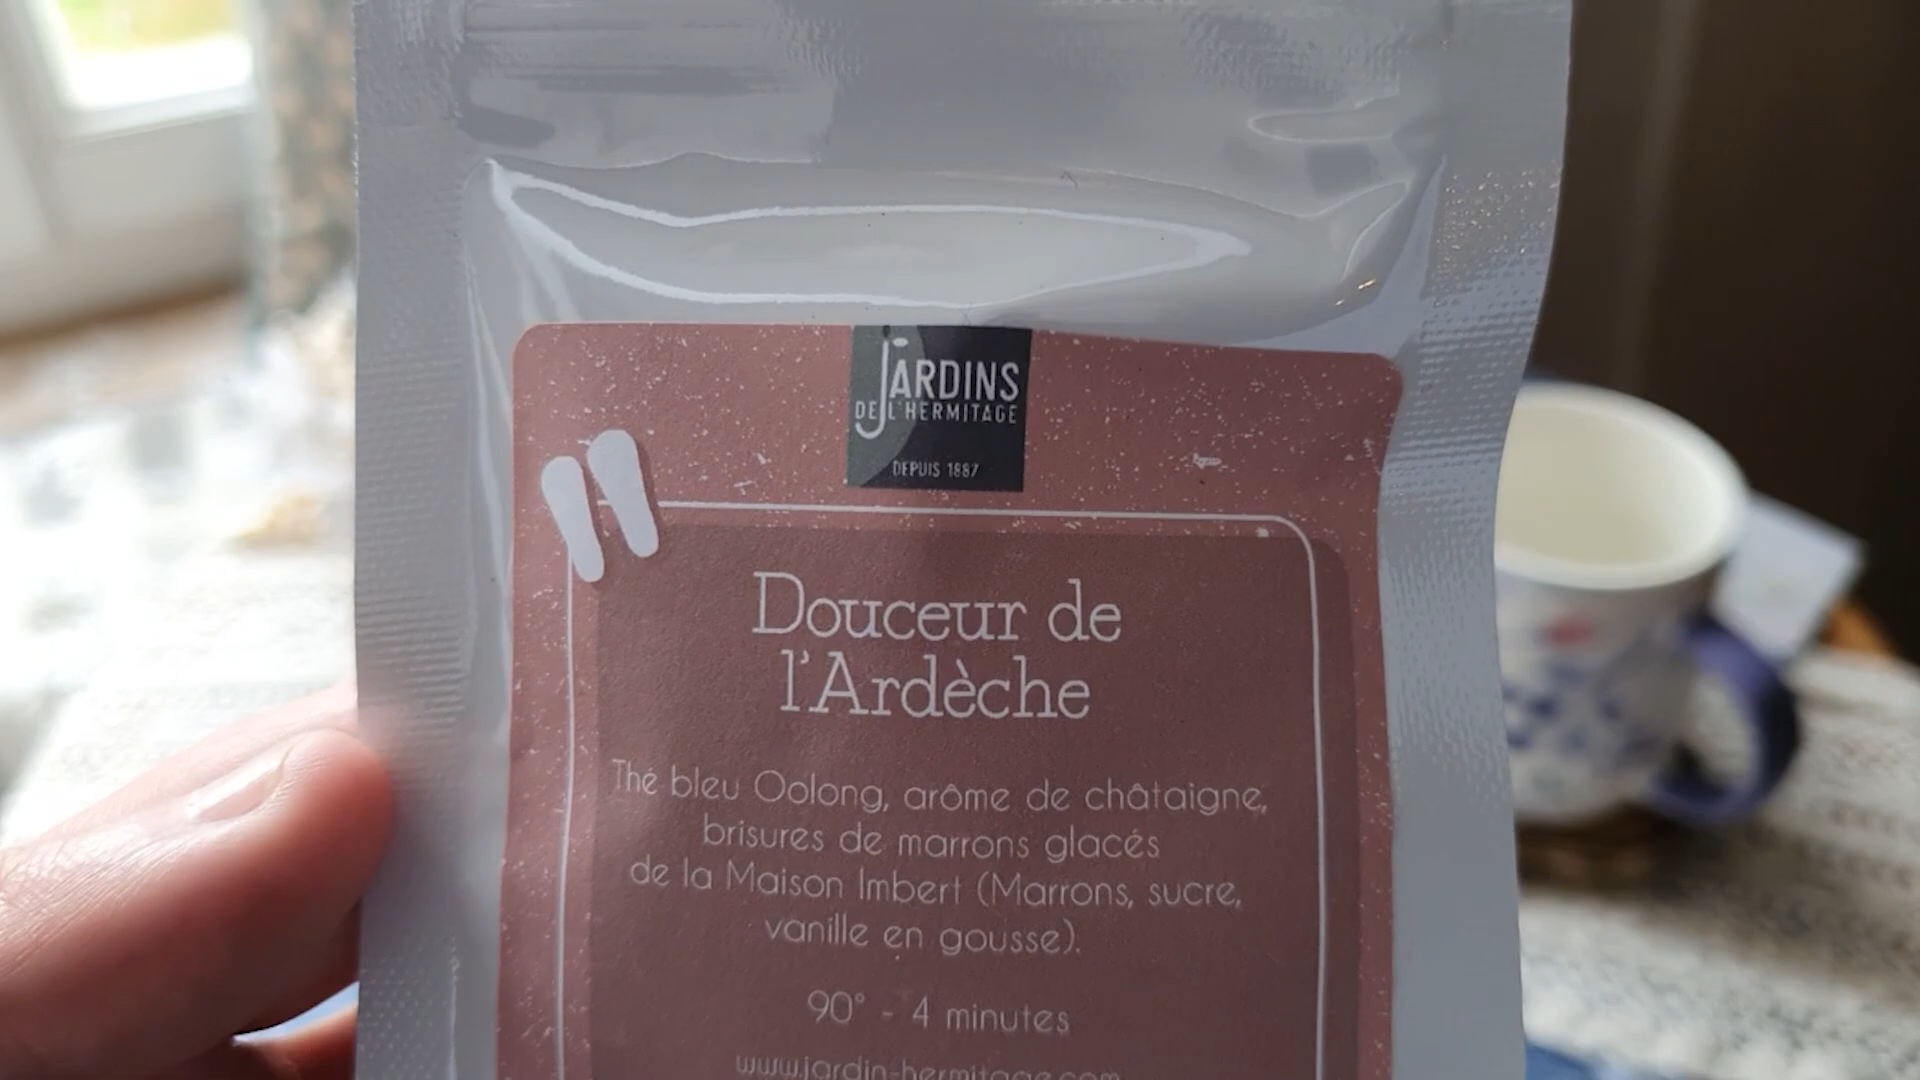 JARDINS
DE L'HERMITAGE
DEPUIS 1887
Douceur de
l'Ardèche
Thé bleu Oolong, arôme de châtaigne,
brisures de marrons glacés
de la Maison Imbert (Marrons, sucre,
vanille en gousse).
90° - 4 minutes
www.jardin-hermitage.com